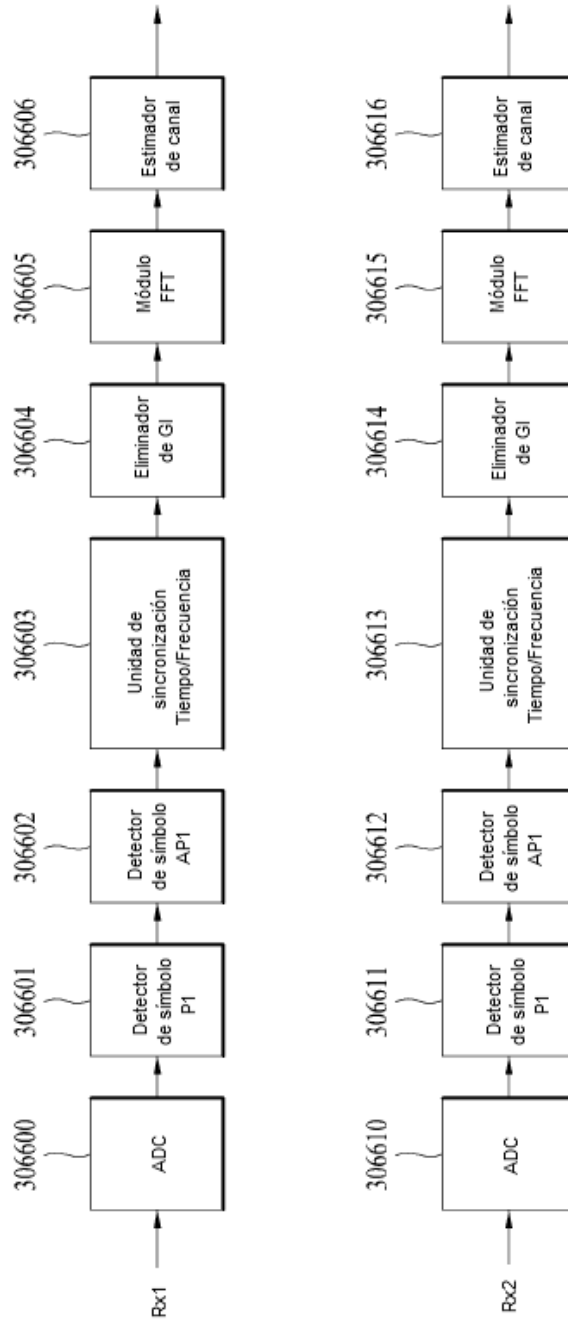 306600
306601
306602
306603
306604
306605
306606
Rx1
ADC
Detector
de símbolo
P1
Detector
de símbolo
AP1
Unidad de
sincronización
Tiempo/Frecuencia
Eliminador
de GI
Módulo
FFT
Estimador
de canal
306610
306611
306612
306613
306614
306615
306616
Rx2
ADC
Detector
de símbolo
P1
Detector
de símbolo
AP1
Unidad de
sincronización
Tiempo/Frecuencia
Eliminador
de GI
Módulo
FFT
Estimador
de canal